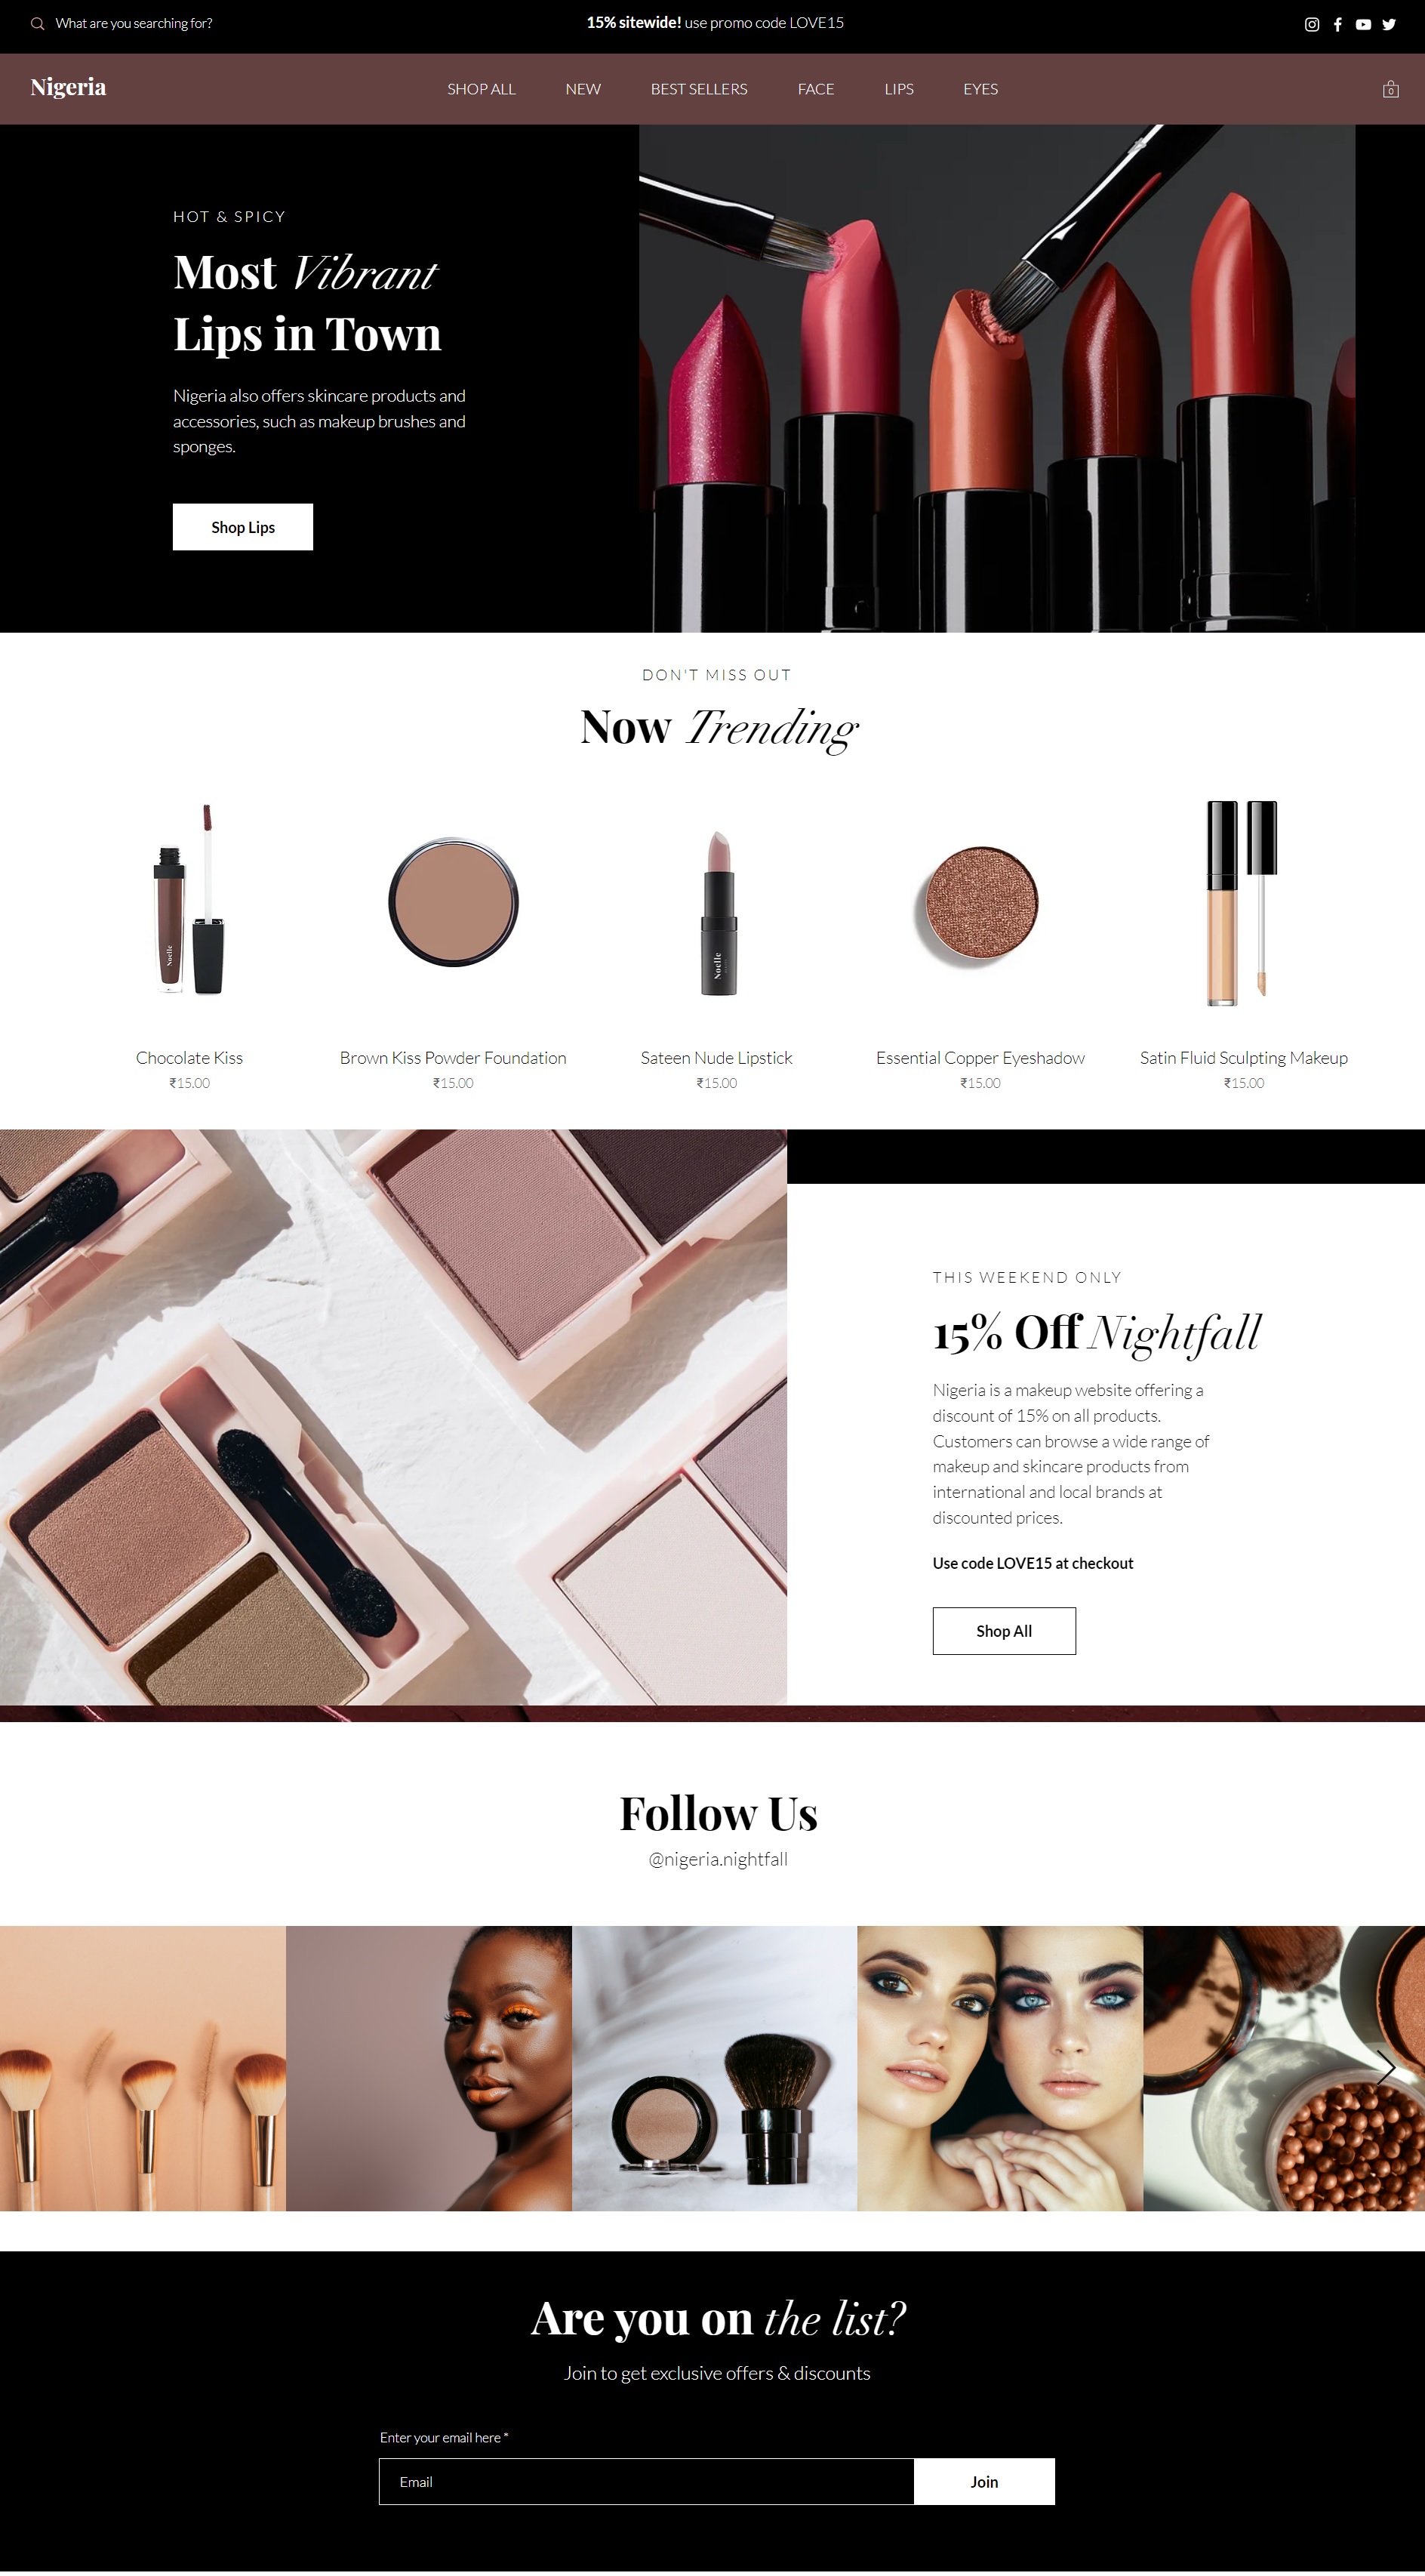 What are you searching for?
15% sitewide! use promo code LOVE15
Nigeria
SHOP ALL
NEW
BEST SELLERS
FACE
LIPS
EYES
0
HOT & SPICY
Most Vibrant
Lips in Town
Nigeria also offers skincare products and
accessories, such as makeup brushes and
sponges.
Shop Lips
DON'T MISS OUT
Now Trending
Noelle
Noelle
Chocolate Kiss
₹15.00
Brown Kiss Powder Foundation
₹15.00
Sateen Nude Lipstick
₹15.00
Essential Copper Eyeshadow
₹15.00
Satin Fluid Sculpting Makeup
₹15.00
THIS WEEKEND ONLY
15% Off Nightfall
Nigeria is a makeup website offering a
discount of 15% on all products.
Customers can browse a wide range of
makeup and skincare products from
international and local brands at
discounted prices.
Use code LOVE15 at checkout
Shop All
Follow Us
@nigeria.nightfall
Are you on the list?
Join to get exclusive offers & discounts
Enter your email here *
Email
Join